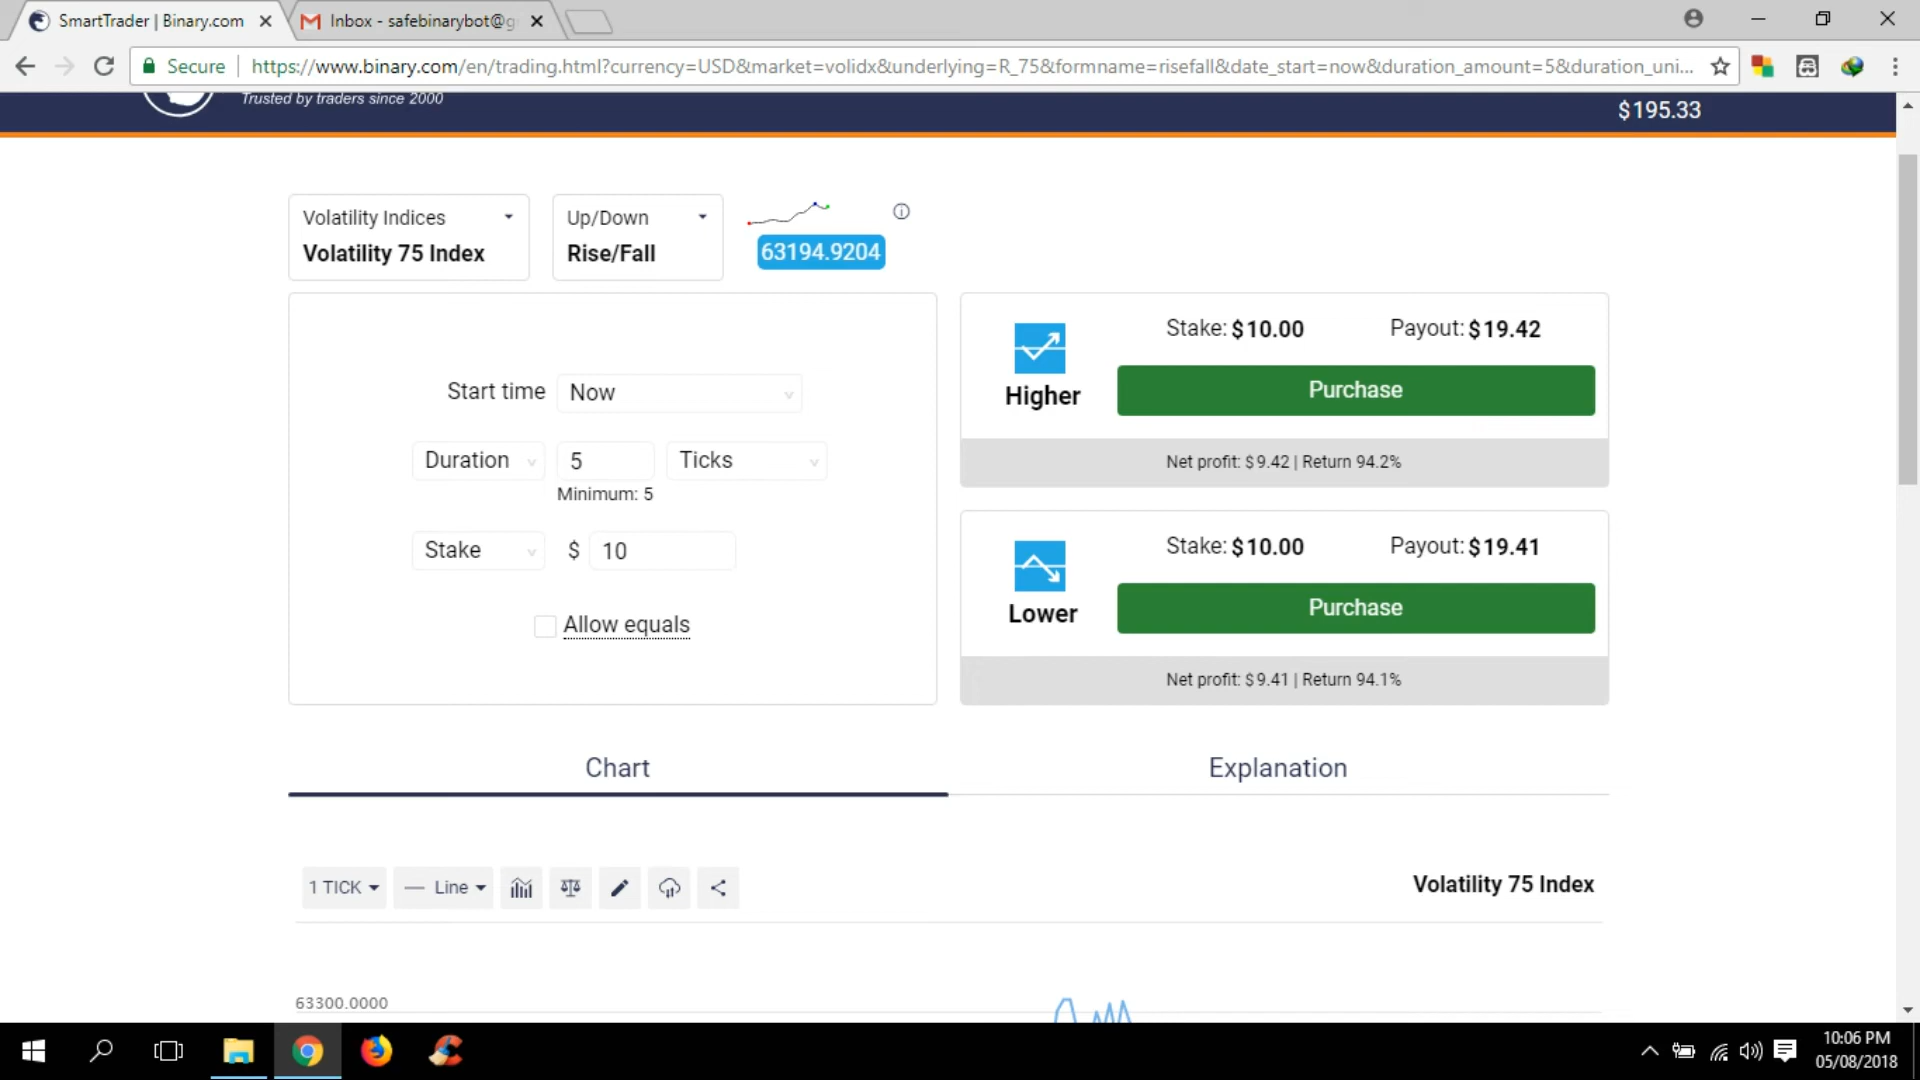 SmartTrader | Binary.com
Inbox - safebinarybot@g
Secure
https://www.binary.com/en/trading.html?currency=USD&market=volidx&underlying=R_75&formname=risefall&date_start=now&duration_amount=5&duration_uni...
Trusted by traders since 2000
$195.33
Volatility Indices
Volatility 75 Index
Up/Down
Rise/Fall
63194.9204
Start time Now
Duration 5 Ticks
Minimum: 5
Stake $ 10
Allow equals
Higher
Stake: $10.00 Payout: $19.42
Purchase
Net profit: $9.42 | Return 94.2%
Lower
Stake: $10.00 Payout: $19.41
Purchase
Net profit: $9.41 | Return 94.1%
Chart
Explanation
1 TICK
Line
Volatility 75 Index
63300.0000
10:06 PM
05/08/2018